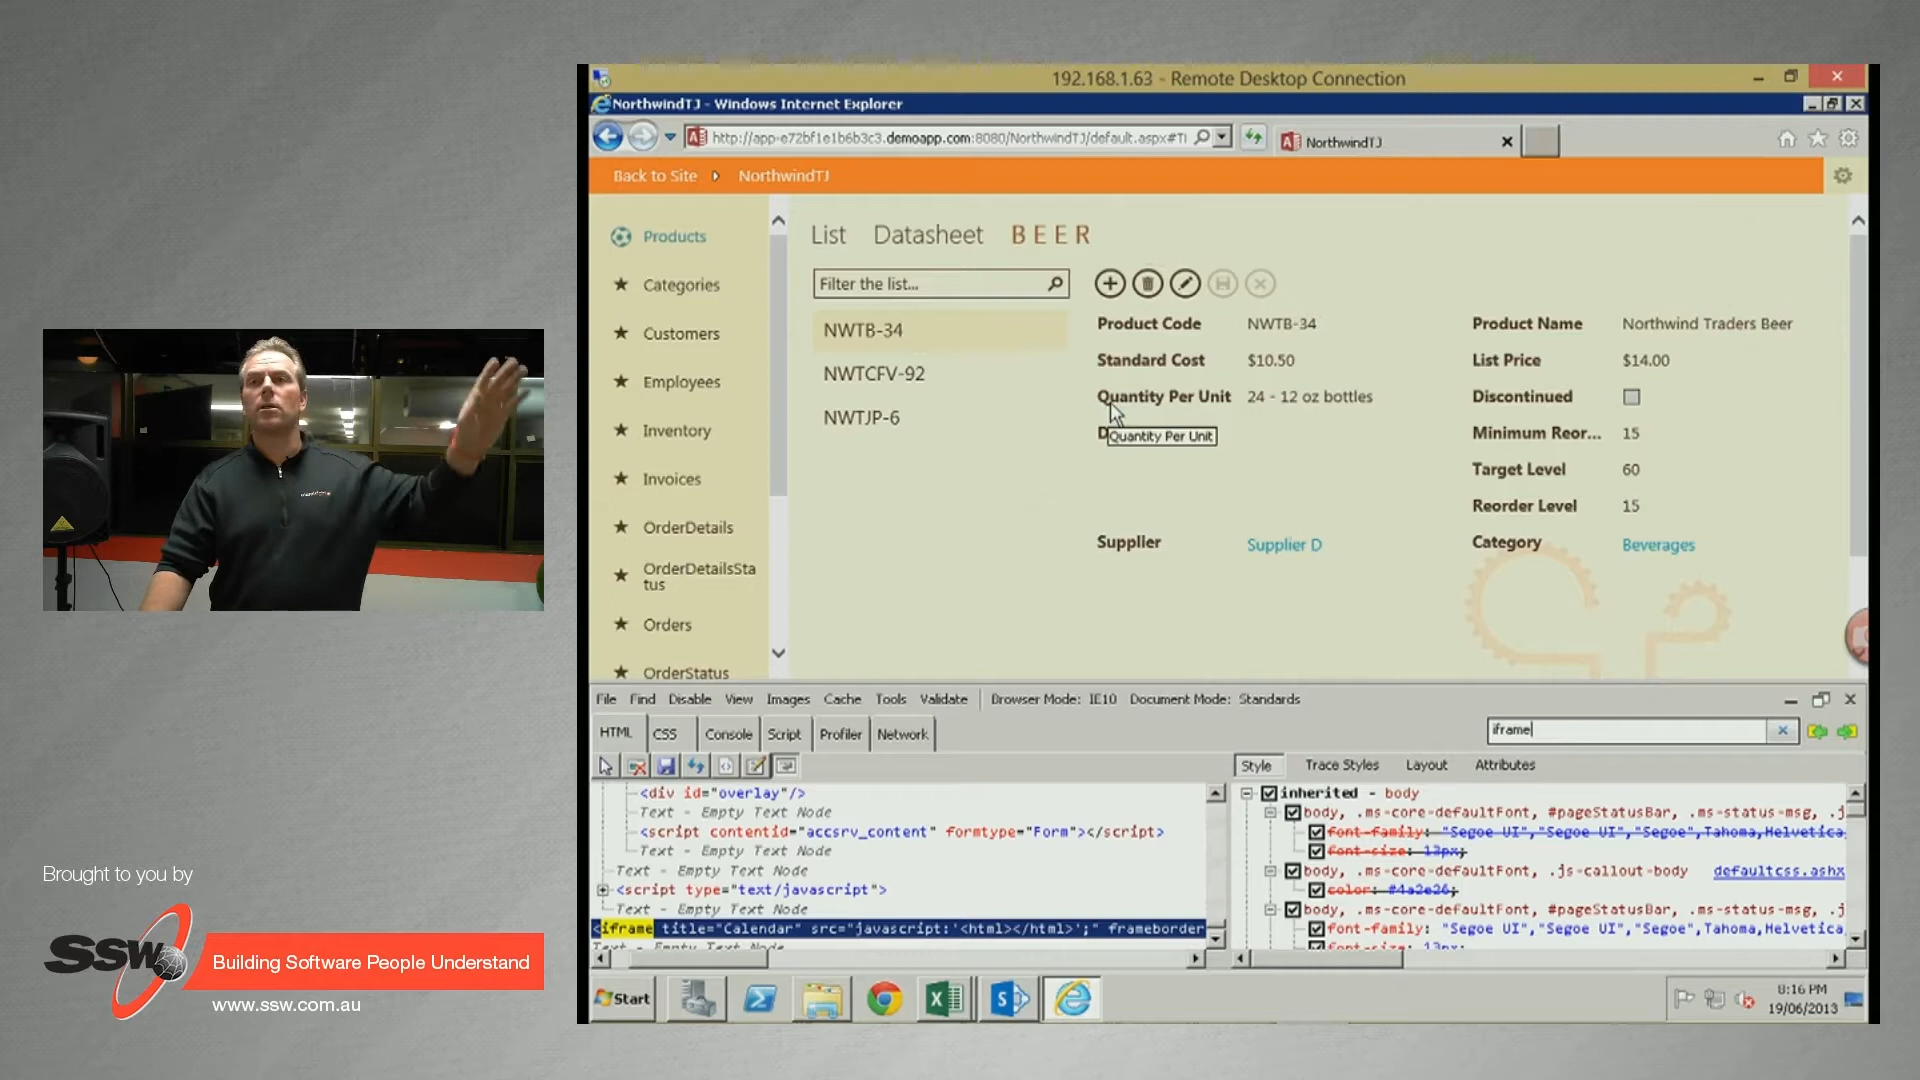 192.168.1.63 - Remote Desktop Connection
NorthwindTJ - Windows Internet Explorer
http://app-e72bf1e1b6b3c3.demoapp.com:8080/NorthwindTJ/default.aspx#Tl
NorthwindTJ
Back to Site NorthwindTJ
Products
Categories
Customers
Employees
Inventory
Invoices
OrderDetails
OrderDetailsSta
tus
Orders
OrderStatus
List Datasheet BEER
Filter the list...
NWTB-34
NWTCFV-92
NWTJP-6
Product Code NWTB-34
Standard Cost $10.50
Quantity Per Unit 24 - 12 oz bottles
D
Quantity Per Unit
Supplier Supplier D
Product Name Northwind Traders Beer
List Price $14.00
Discontinued
Minimum Reor... 15
Target Level 60
Reorder Level 15
Category Beverages
File Find Disable View Images Cache Tools Validate Browser Mode: IE10 Document Mode: Standards
HTML CSS Console Script Profiler Network
iframe
<div id="overlay"/>
Text - Empty Text Node
<script contentid="accsrv_content" formtype="Form"></script>
Text - Empty Text Node
Text - Empty Text Node
<script type="text/javascript">
Text - Empty Text Node
<iframe title="Calendar" src="javascript:'<html></html>';" frameborder
Text - Empty Text Node
Style Trace Styles Layout Attributes
inherited - body
body, .ms-core-defaultFont, #pageStatusBar, .ms-status-msg, .j
font-family: "Segoe UI","Segoe UI","Segoe",Tahoma,Helvetica,
font-size: 13px;
body, .ms-core-defaultFont, .js-callout-body defaultcss.ashx
color: #4a2e26;
body, .ms-core-defaultFont, #pageStatusBar, .ms-status-msg, .j
font-family: "Segoe UI","Segoe UI","Segoe",Tahoma,Helvetica,
font-size: 13px;
Start
8:16 PM
19/06/2013
Brought to you by
SSW
Building Software People Understand
www.ssw.com.au